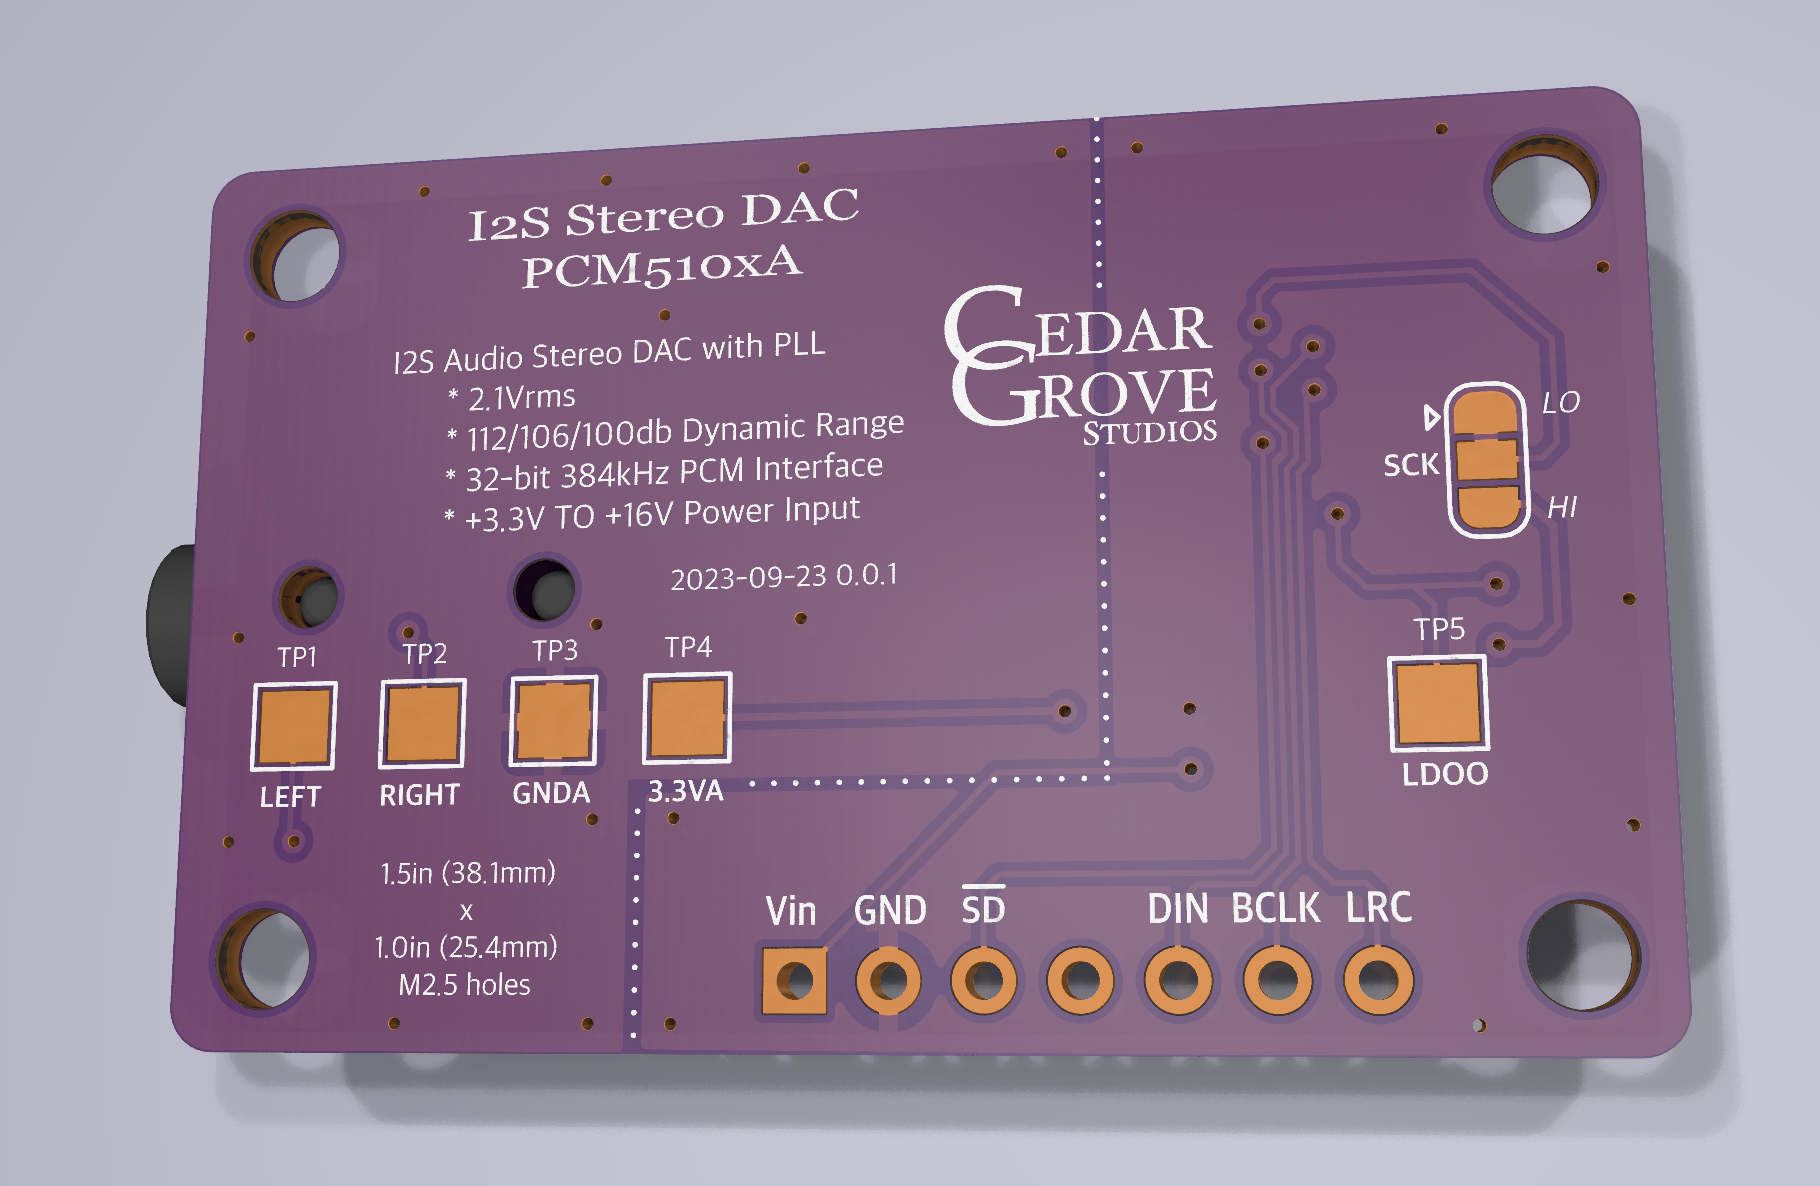 I2S Stereo DAC
PCM510xA
CEDAR
GROVE
STUDIOS
I2S Audio Stereo DAC with PLL
* 2.1Vrms
* 112/106/100db Dynamic Range
* 32-bit 384kHz PCM Interface
* +3.3V TO +16V Power Input
2023-09-23 0.0.1
LO
SCK
HI
TP1 TP2 TP3 TP4
LEFT RIGHT GNDA 3.3VA
TP5
LDOO
1.5in (38.1mm)
x
1.0in (25.4mm)
M2.5 holes
Vin GND S̅D̅ DIN BCLK LRC